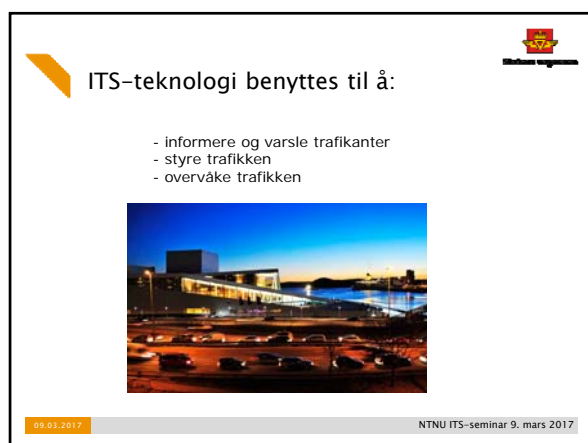 ITS-teknologi benyttes til å:
- informere og varsle trafikanter
- styre trafikken
- overvåke trafikken
09.03.2017
NTNU ITS-seminar 9. mars 2017